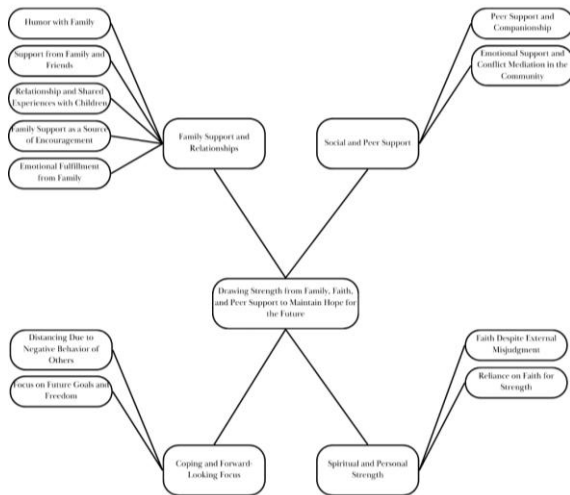 Humor with Family
Support from Family and
Friends
Relationship and Shared
Experiences with Children
Family Support as a Source
of Encouragement
Emotional Fulfillment
from Family
Family Support and
Relationships
Peer Support and
Companionship
Emotional Support and
Conflict Mediation in the
Community
Social and Peer Support
Drawing Strength from Family, Faith,
and Peer Support to Maintain Hope for
the Future
Distancing Due to
Negative Behavior of
Others
Focus on Future Goals and
Freedom
Coping and Forward-
Looking Focus
Faith Despite External
Misjudgment
Reliance on Faith for
Strength
Spiritual and Personal
Strength